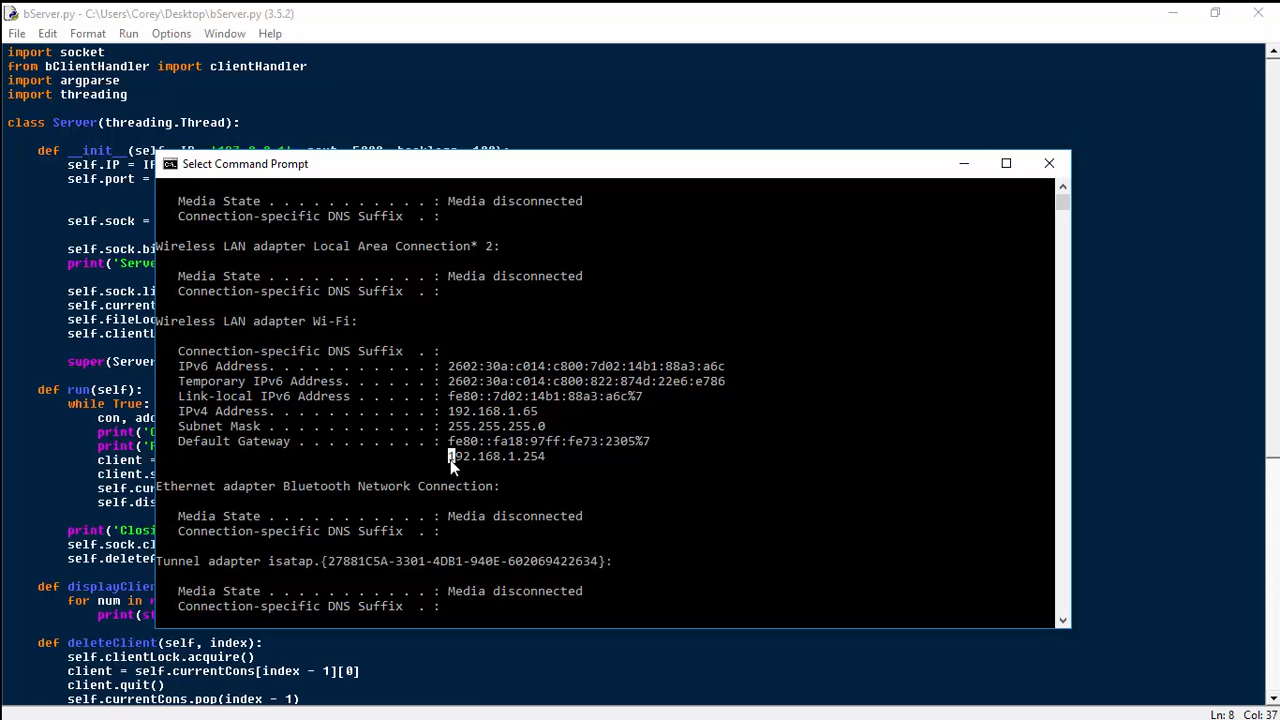 bServer.py - C:\Users\Corey\Desktop\bServer.py (3.5.2)
File Edit Format Run Options Window Help
import socket
from bClientHandler import clientHandler
import argparse
import threading
class Server(threading.Thread):
def __init__(self, IP
self.IP = IP
self.port =
self.sock =
self.sock.bi
print('Serve
self.sock.li
self.current
self.fileLo
self.clientL
super(Server
def run(self):
while True:
con, add
print('C
print('R
client =
client.s
self.cur
self.dis
print('Closi
self.sock.cl
self.delete
def displayClie
for num in r
print(st
def deleteClient(self, index):
self.clientLock.acquire()
client = self.currentCons[index - 1][0]
client.quit()
self.currentCons.pop(index - 1)
Select Command Prompt
Media State . . . . . . . . . . . : Media disconnected
Connection-specific DNS Suffix . :
Wireless LAN adapter Local Area Connection* 2:
Media State . . . . . . . . . . . : Media disconnected
Connection-specific DNS Suffix . :
Wireless LAN adapter Wi-Fi:
Connection-specific DNS Suffix . :
IPv6 Address. . . . . . . . . . . : 2602:30a:c014:c800:7d02:14b1:88a3:a6c
Temporary IPv6 Address. . . . . . : 2602:30a:c014:c800:822:874d:22e6:e786
Link-local IPv6 Address . . . . . : fe80::7d02:14b1:88a3:a6c%7
IPv4 Address. . . . . . . . . . . : 192.168.1.65
Subnet Mask . . . . . . . . . . . : 255.255.255.0
Default Gateway . . . . . . . . . : fe80::fa18:97ff:fe73:2305%7
192.168.1.254
Ethernet adapter Bluetooth Network Connection:
Media State . . . . . . . . . . . : Media disconnected
Connection-specific DNS Suffix . :
Tunnel adapter isatap.{27881C5A-3301-4DB1-940E-602069422634}:
Media State . . . . . . . . . . . : Media disconnected
Connection-specific DNS Suffix . :
Ln: 8 Col: 37